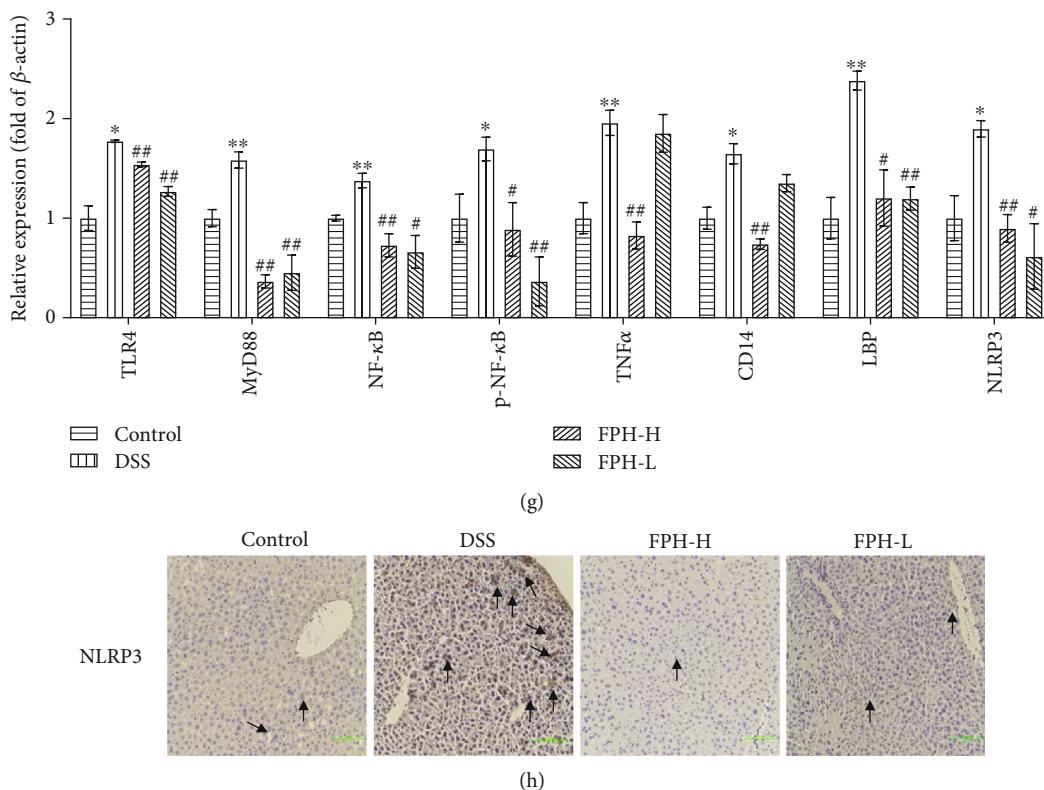 Relative expression (fold of β-actin)
3
2
1
0
* ## ##
** ## ##
** ## #
* # ##
** ##
* ##
** # ##
* ## #
TLR4 MyD88 NF-κB p-NF-κB TNFα CD14 LBP NLRP3
Control FPH-H
DSS FPH-L
(g)
Control DSS FPH-H FPH-L
NLRP3
(h)